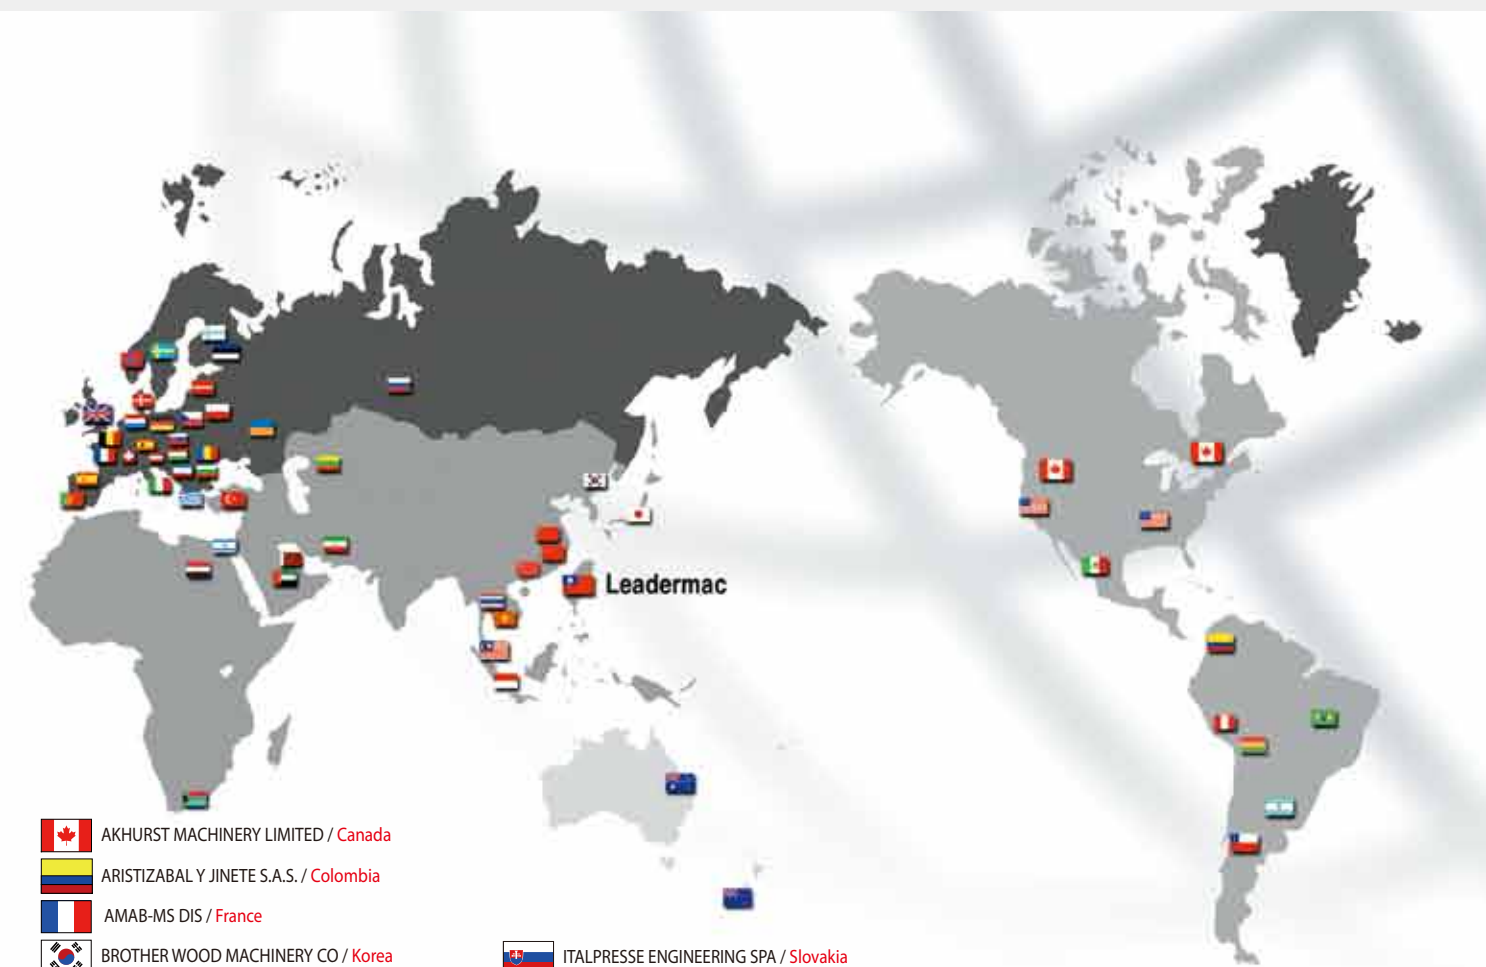 Leadermac
AKHURST MACHINERY LIMITED / Canada
ARISTIZABAL Y JINETE S.A.S. / Colombia
AMAB-MS DIS / France
BROTHER WOOD MACHINERY CO / Korea
ITALPRESSE ENGINEERING SPA / Slovakia